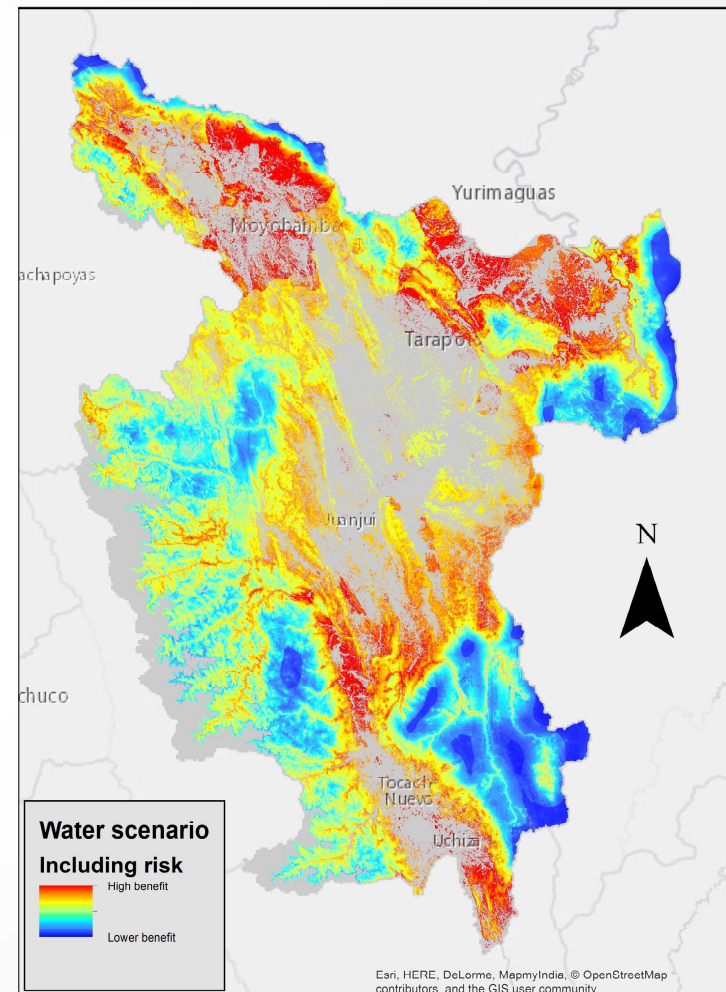 Yurimaguas
Moyobamba
achapoyas
Tarapoto
Juanjui
N
chuco
Tocache
Nuevo
Uchiza
Water scenario
Including risk
High benefit
Lower benefit
Esri, HERE, DeLorme, MapmyIndia, © OpenStreetMap
contributors, and the GIS user community